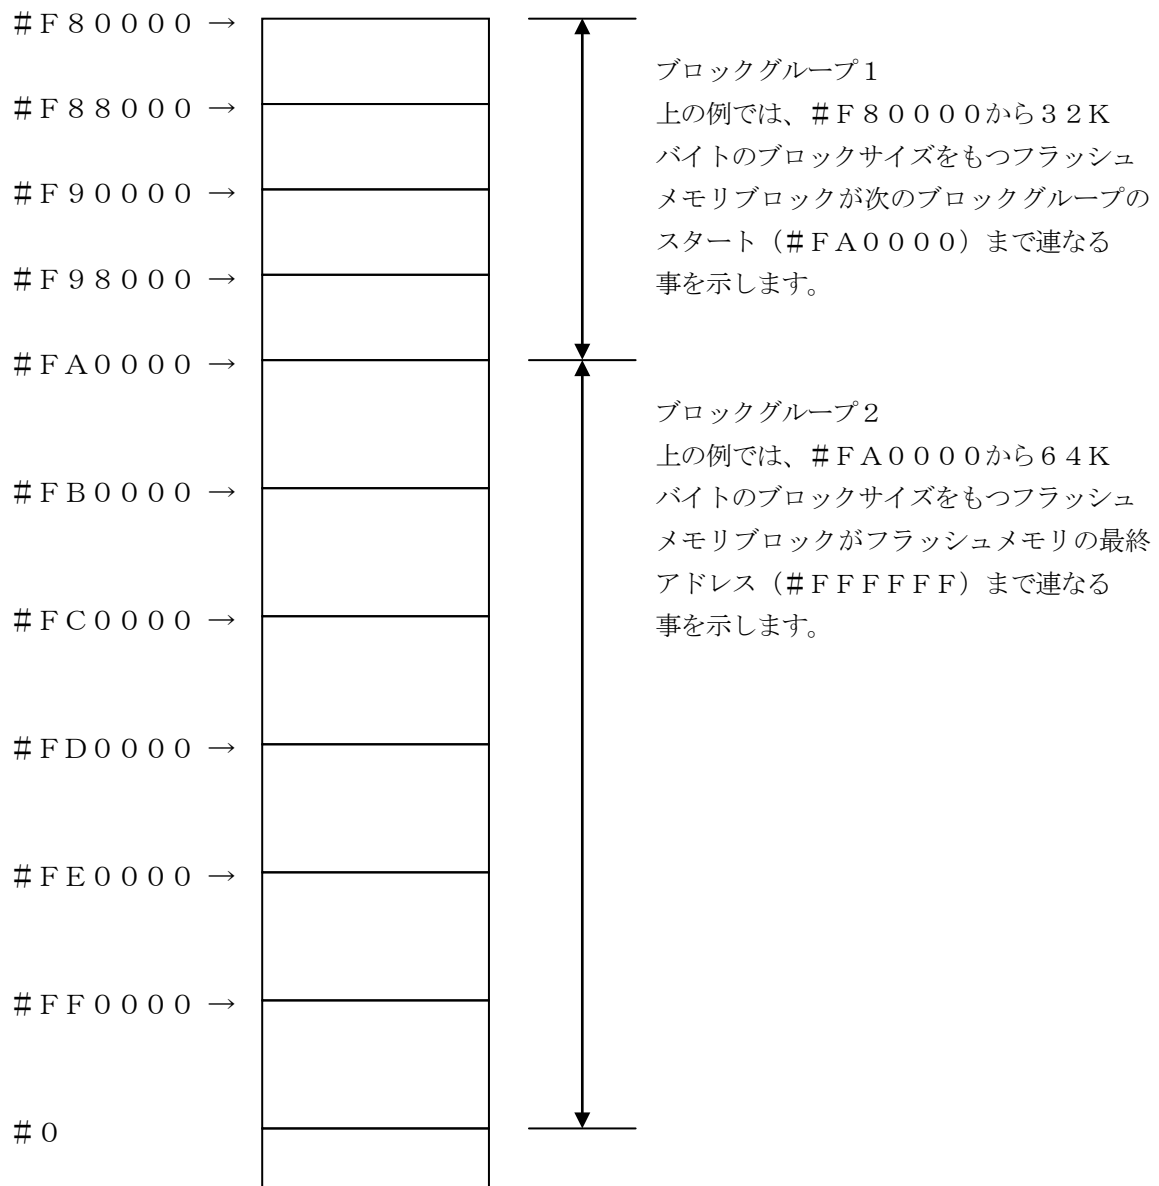 ＃Ｆ８００００ →
ブロックグループ１
＃Ｆ８８０００ →
上の例では、＃Ｆ８００００から３２Ｋ
バイトのブロックサイズをもつフラッシュ
＃Ｆ９００００ →
メモリブロックが次のブロックグループの
スタート（＃ＦＡ００００）まで連なる
＃Ｆ９８０００ →
事を示します。
＃ＦＡ００００ →
ブロックグループ２
上の例では、＃ＦＡ００００から６４Ｋ
＃ＦＢ００００ →
バイトのブロックサイズをもつフラッシュ
メモリブロックがフラッシュメモリの最終
アドレス（＃ＦＦＦＦＦＦ）まで連なる
＃ＦＣ００００ →
事を示します。
＃ＦＤ００００ →
＃ＦＥ００００ →
＃ＦＦ００００ →
＃０